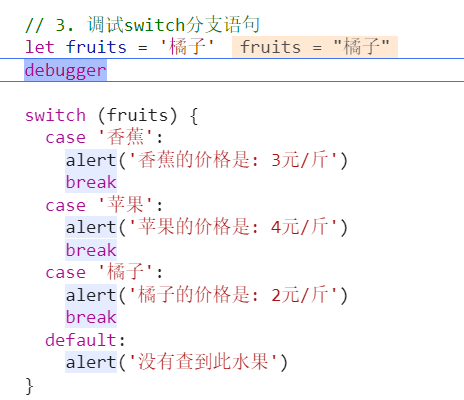 // 3. 调试switch分支语句
let fruits = '橘子' fruits = "橘子"
debugger
switch (fruits) {
case '香蕉':
alert('香蕉的价格是: 3元/斤')
break
case '苹果':
alert('苹果的价格是: 4元/斤')
break
case '橘子':
alert('橘子的价格是: 2元/斤')
break
default:
alert('没有查到此水果')
}